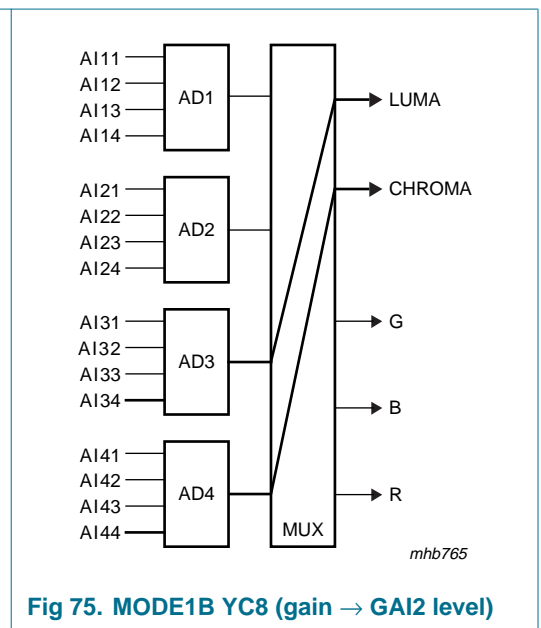 AI11
AI12
AI13
AI14
AD1
LUMA
CHROMA
AI21
AI22
AI23
AI24
AD2
AI31
AI32
AI33
AI34
AD3
G
B
AI41
AI42
AI43
AI44
AD4
R
MUX
mhb765
Fig 75. MODE1B YC8 (gain → GAI2 level)